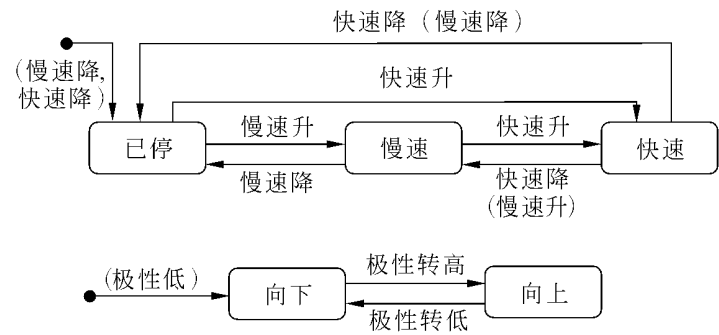 快速降（慢速降）
（慢速降,
快速降）
快速升
已停
慢速升
慢速降
慢速
快速升
快速降
(慢速升)
快速
(极性低）
向下
极性转高
极性转低
向上